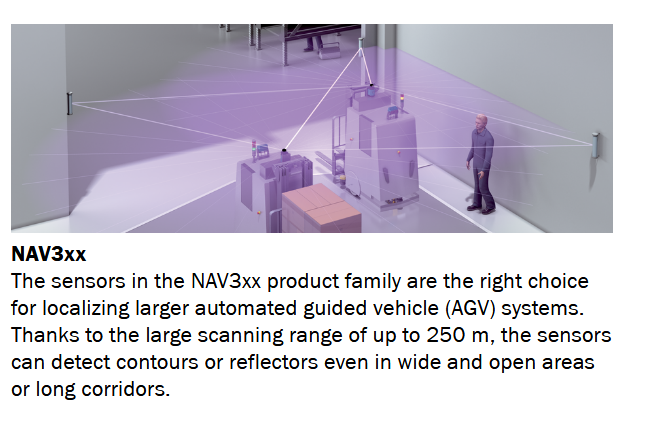 NAV3xx
The sensors in the NAV3xx product family are the right choice
for localizing larger automated guided vehicle (AGV) systems.
Thanks to the large scanning range of up to 250 m, the sensors
can detect contours or reflectors even in wide and open areas
or long corridors.